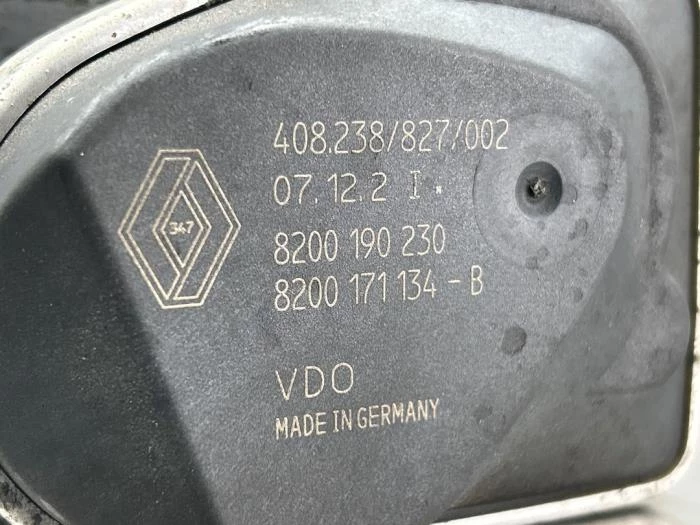 408.238/827/002
07.12.2 I.
347
8200 190 230
8200 171 134 - B
VDO
MADE IN GERMANY